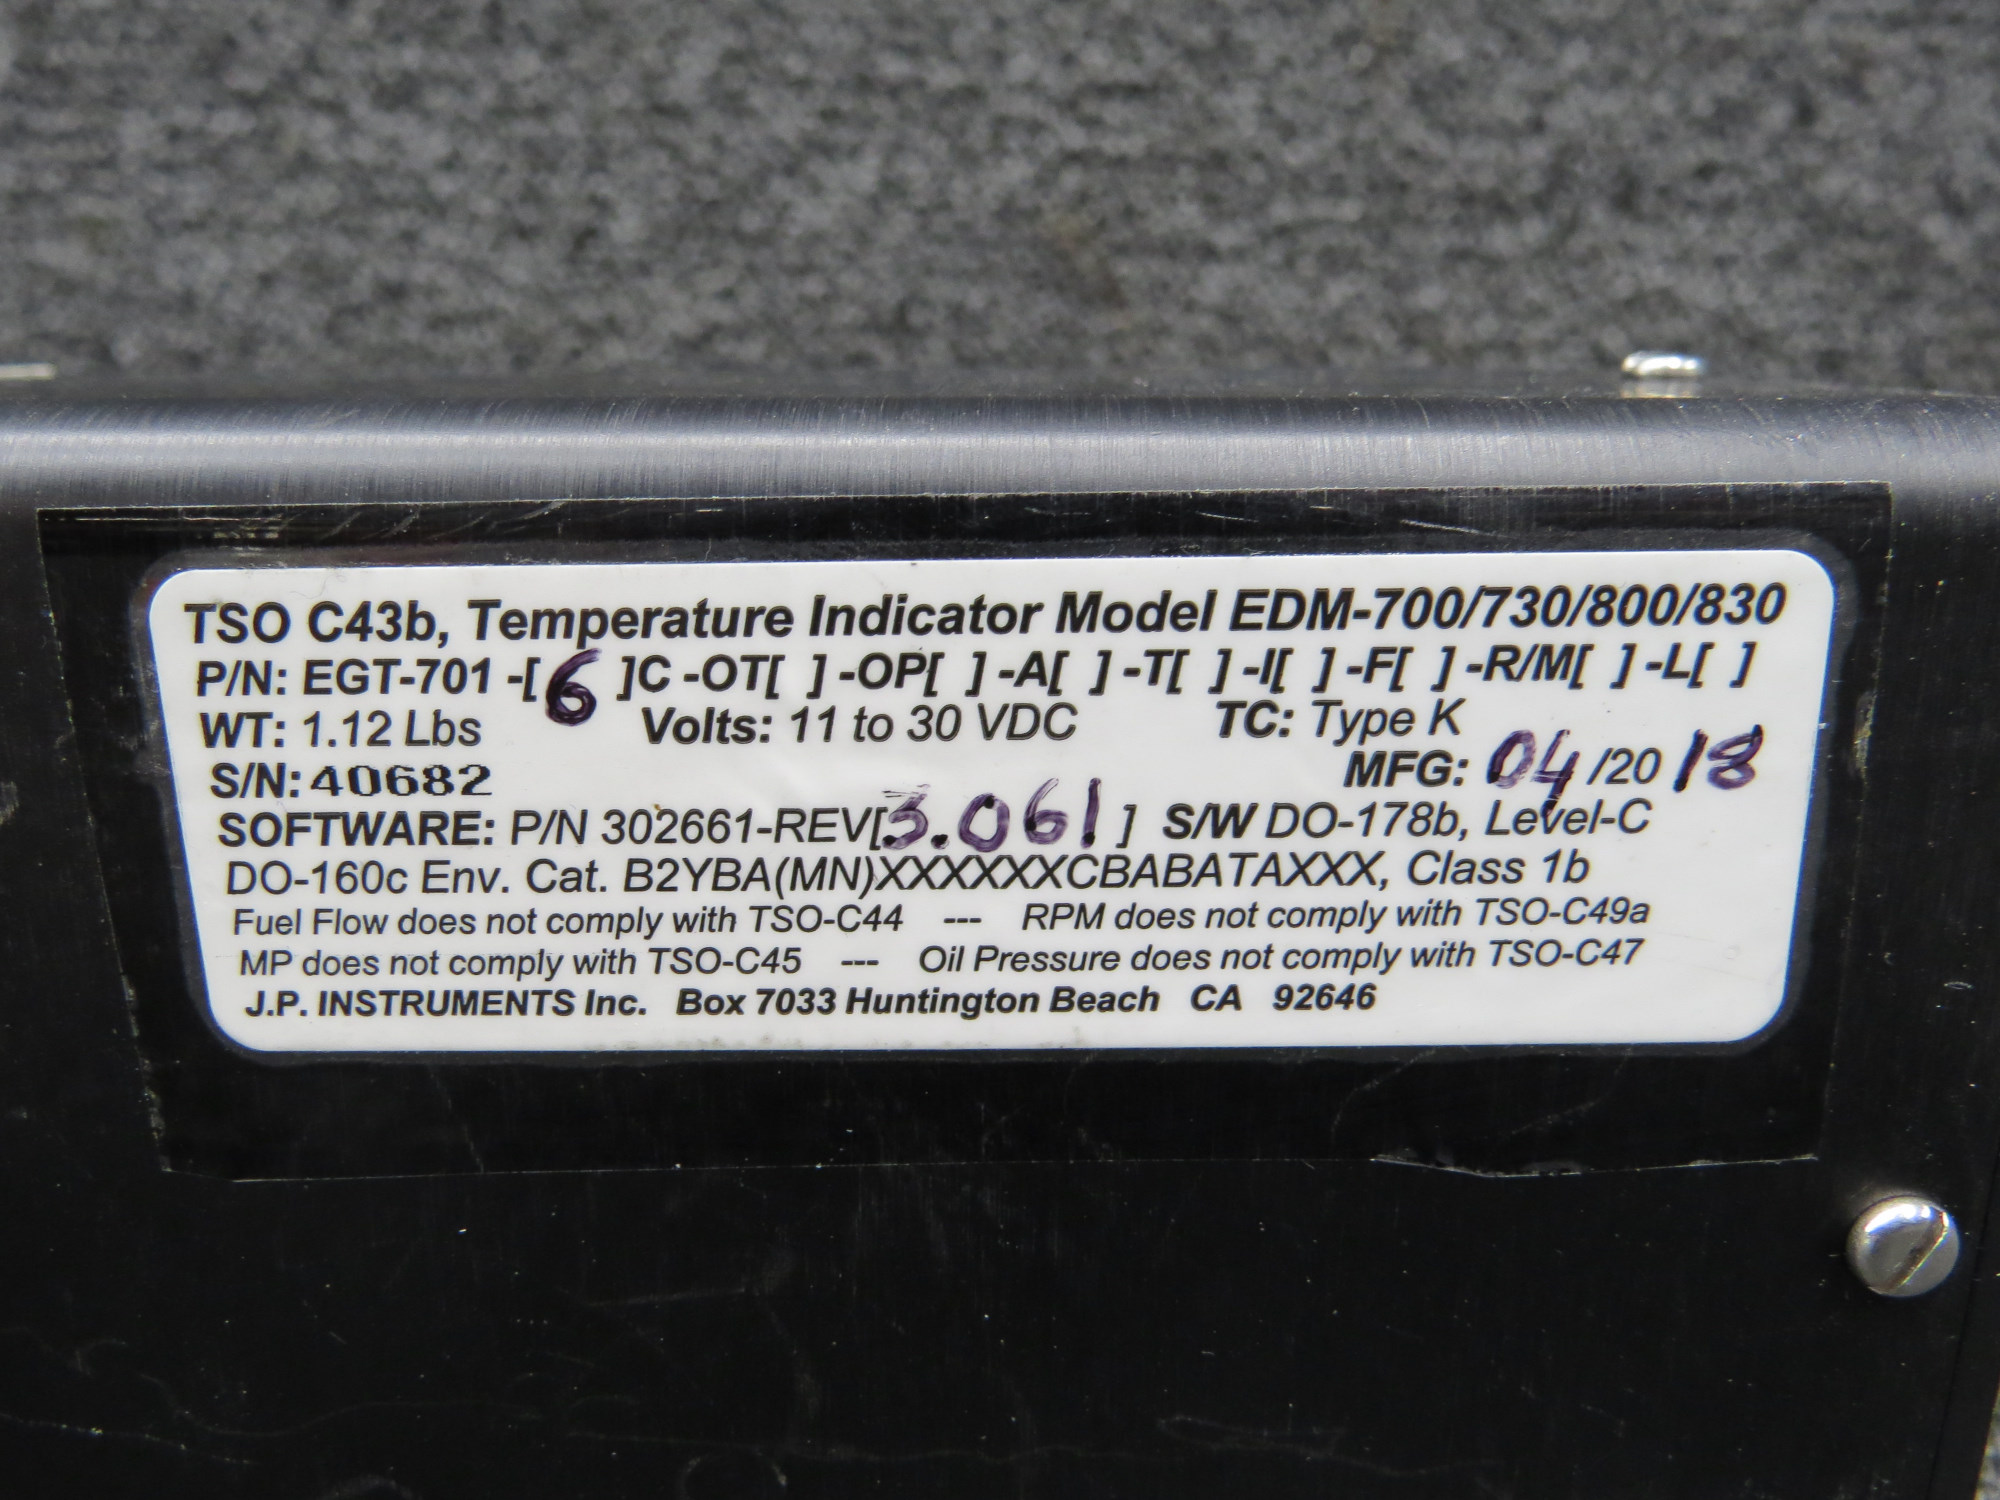 TSO C43b, Temperature Indicator Model EDM-700/730/800/830
P/N: EGT-701 -[6]C -OT[ ] -OP[ ] -A[ ] -T[ ] -I[ ] -F[ ] -R/M[ ] -L[ ]
WT: 1.12 Lbs Volts: 11 to 30 VDC TC: Type K
S/N: 40682 MFG: 04/2018
SOFTWARE: P/N 302661-REV[3.061] S/W DO-178b, Level-C
DO-160c Env. Cat. B2YBA(MN)XXXXXXCBABATAXXX, Class 1b
Fuel Flow does not comply with TSO-C44 --- RPM does not comply with TSO-C49a
MP does not comply with TSO-C45 --- Oil Pressure does not comply with TSO-C47
J.P. INSTRUMENTS Inc. Box 7033 Huntington Beach CA 92646